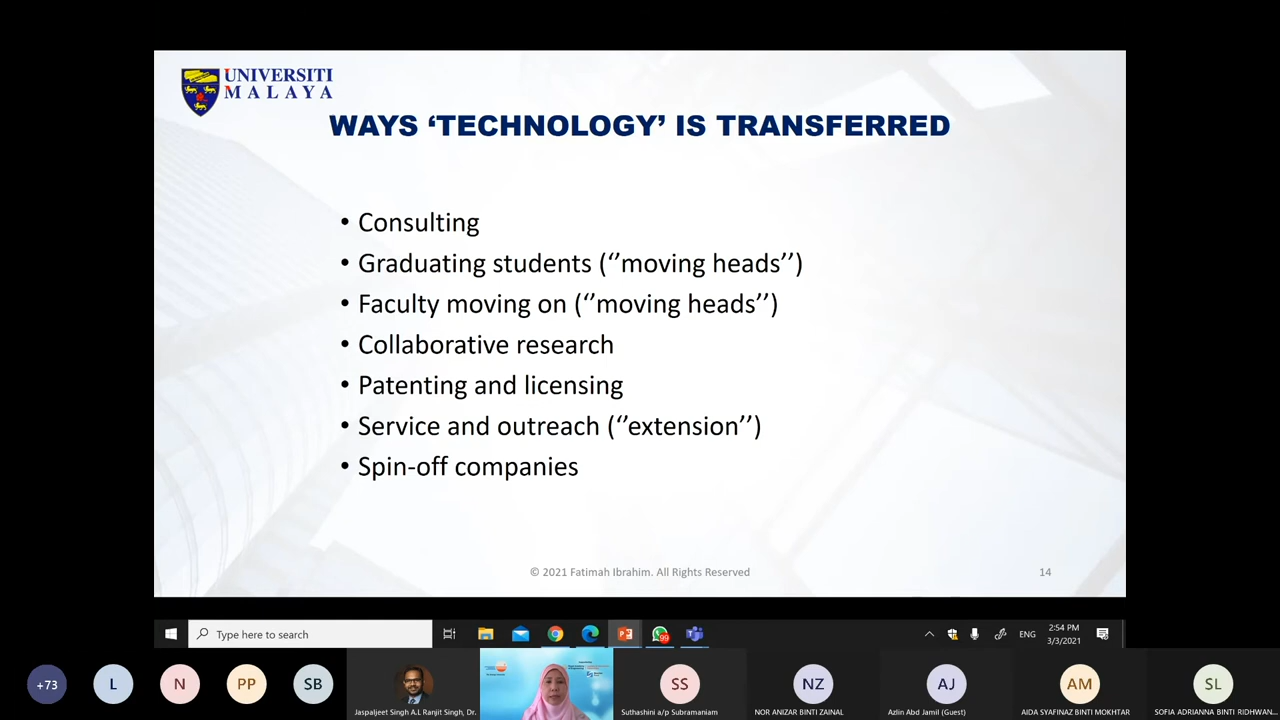 UNIVERSITI
MALAYA
WAYS ‘TECHNOLOGY’ IS TRANSFERRED
• Consulting
• Graduating students (‘’moving heads’’)
• Faculty moving on (‘’moving heads’’)
• Collaborative research
• Patenting and licensing
• Service and outreach (‘’extension’’)
• Spin-off companies
© 2021 Fatimah Ibrahim. All Rights Reserved
14
Type here to search
99
ENG
2:54 PM
3/3/2021
+73
L
N
PP
SB
SS
NZ
AJ
AM
SL
Jaspaljeet Singh A.L Ranjit Singh, Dr.
Suthashini a/p Subramaniam
NOR ANIZAR BINTI ZAINAL
Azlin Abd Jamil (Guest)
AIDA SYAFINAZ BINTI MOKHTAR
SOFIA ADRIANNA BINTI RIDHWAN...